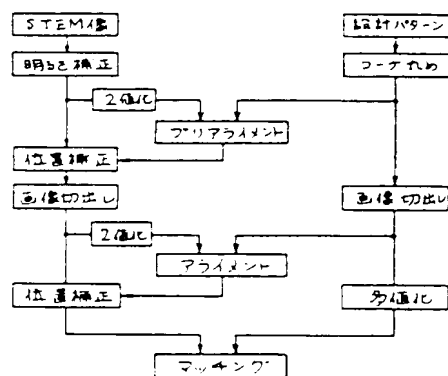 STEM像
設計パターン
明るさ補正
コーナ丸め
2値化
プリアライメント
位置補正
画像切出し
画像切出し
2値化
アライメント
位置補正
多値化
マッチング